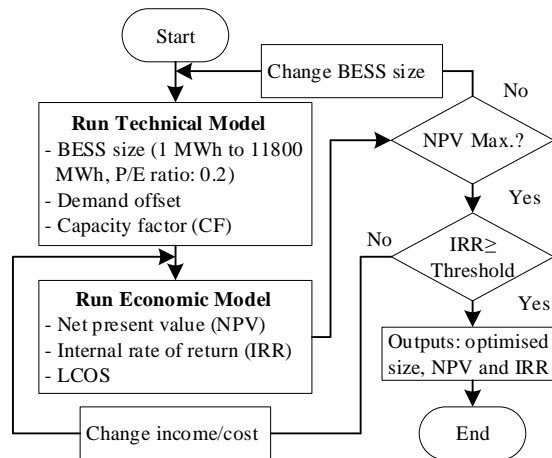 Start
Change BESS size
No
Run Technical Model
- BESS size (1 MWh to 11800
MWh, P/E ratio: 0.2)
- Demand offset
- Capacity factor (CF)
NPV Max.?
Yes
No
IRR≥
Threshold
Yes
Run Economic Model
- Net present value (NPV)
- Internal rate of return (IRR)
- LCOS
Outputs: optimised
size, NPV and IRR
Change income/cost
End